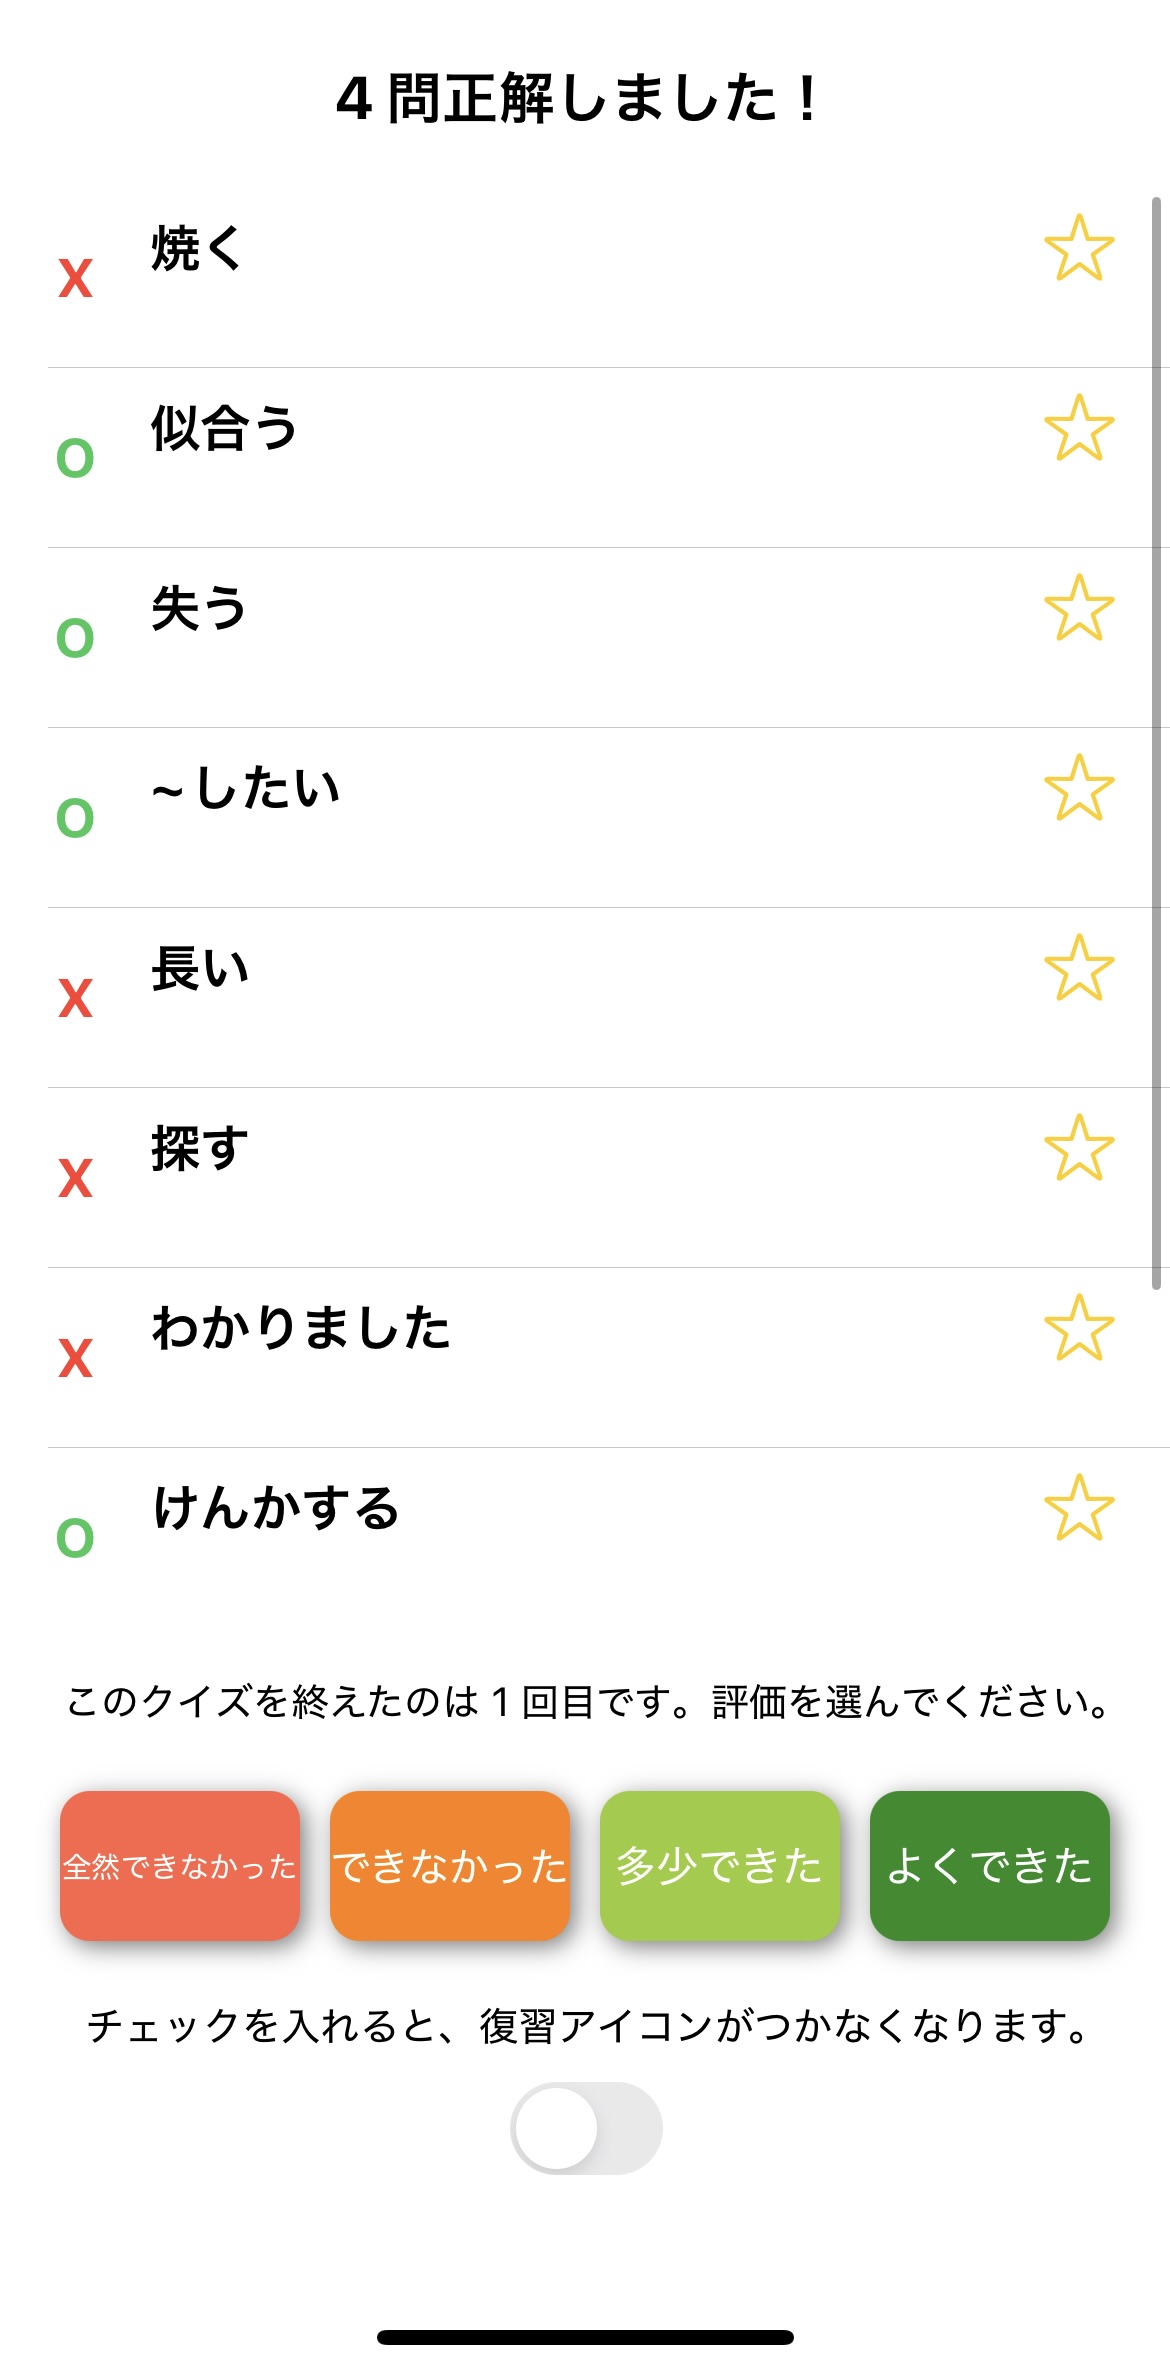 4 問正解しました！
X 焼く
O 似合う
O 失う
O ~したい
X 長い
X 探す
X わかりました
O けんかする
このクイズを終えたのは 1 回目です。評価を選んでください。
全然できなかった できなかった 多少できた よくできた
チェックを入れると、復習アイコンがつかなくなります。